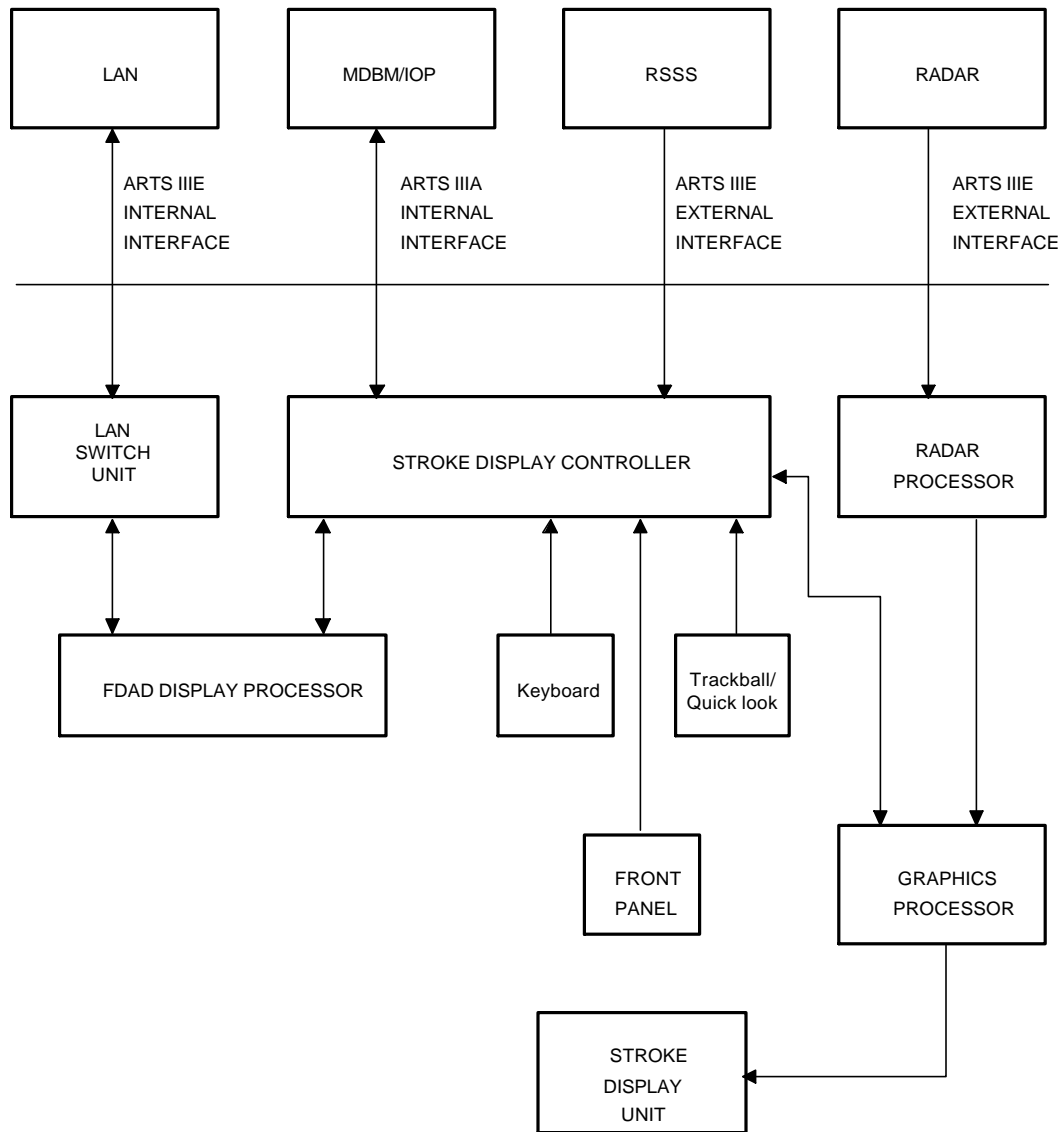 LAN
MDBM/IOP
RSSS
RADAR
ARTS IIIE
INTERNAL
INTERFACE
ARTS IIIA
INTERNAL
INTERFACE
ARTS IIIE
EXTERNAL
INTERFACE
ARTS IIIE
EXTERNAL
INTERFACE
LAN
SWITCH
UNIT
STROKE DISPLAY CONTROLLER
RADAR
PROCESSOR
FDAD DISPLAY PROCESSOR
Keyboard
Trackball/
Quick look
FRONT
PANEL
GRAPHICS
PROCESSOR
STROKE
DISPLAY
UNIT